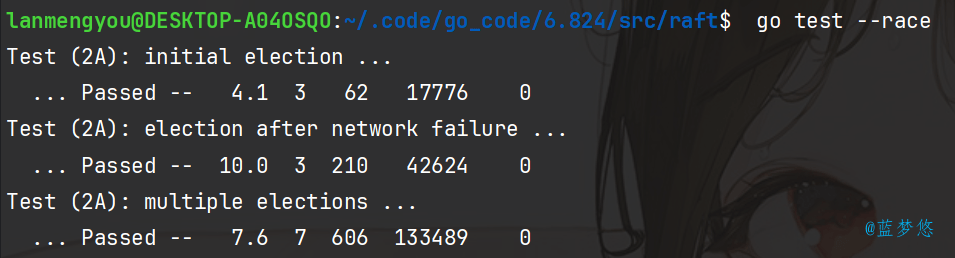 lanmengyou@DESKTOP-A04OSQO:~/.code/go_code/6.824/src/raft$  go test --race
Test (2A): initial election ...
  ... Passed --   4.1  3   62   17776    0
Test (2A): election after network failure ...
  ... Passed --  10.0  3  210   42624    0
Test (2A): multiple elections ...
  ... Passed --   7.6  7  606  133489    0
@蓝梦悠